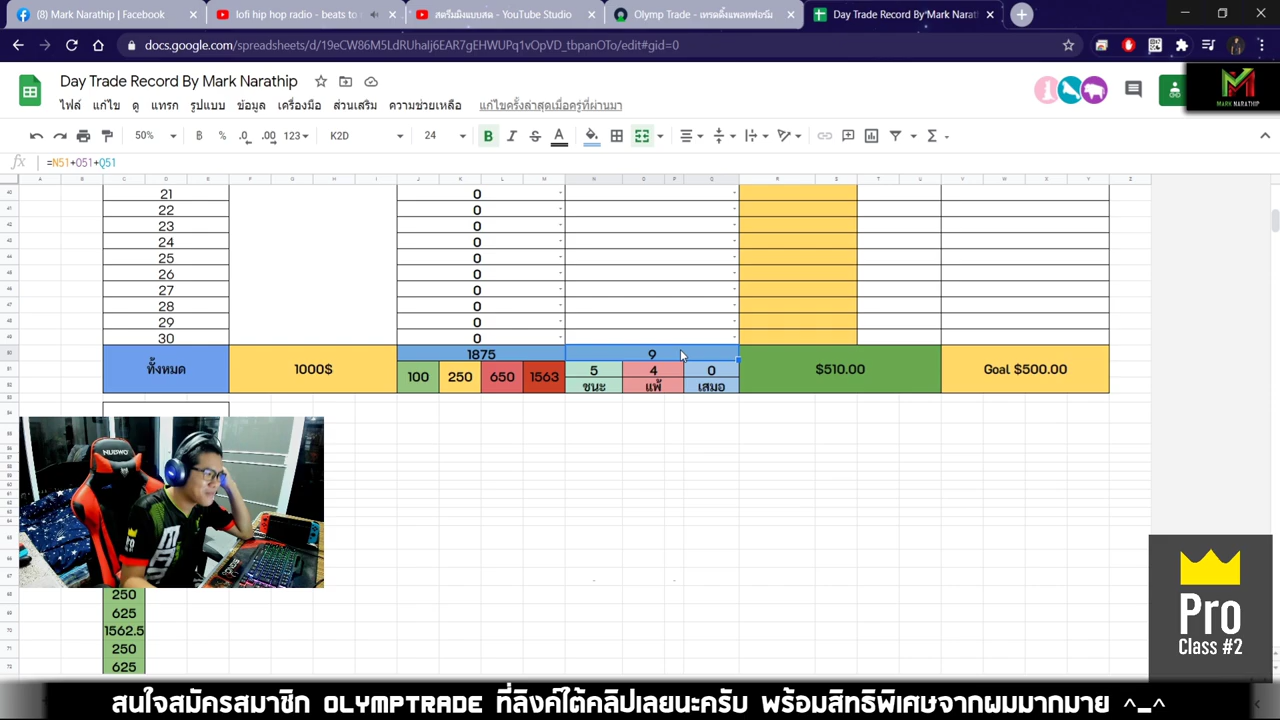 (8) Mark Narathip | Facebook
lofi hip hop radio - beats to
สตรีมมิงแบบสด - YouTube Studio
Olymp Trade - เทรดดิ้งแพลทฟอร์ม
Day Trade Record By Mark Narat
docs.google.com/spreadsheets/d/19eCW86M5LdRUhaIj6EAR7gEHWUPq1vOpVD_tbpanOTo/edit#gid=0
Day Trade Record By Mark Narathip
ไฟล์ แก้ไข ดู แทรก รูปแบบ ข้อมูล เครื่องมือ ส่วนเสริม ความช่วยเหลือ แก้ไขครั้งล่าสุดเมื่อครู่ที่ผ่านมา
MARK NARATHIP
50% ฿ % .0 .00 123 K2D 24 B I S A Σ
fx =N51+O51+Q51
21 0
22 0
23 0
24 0
25 0
26 0
27 0
28 0
29 0
30 0
ทั้งหมด 1000$ 1875 9 $510.00 Goal $500.00
100 250 650 1563 5 4 0
ชนะ แพ้ เสมอ
250
625
1562.5
250
625
Pro
Class #2
สนใจสมัครสมาชิก OLYMPTRADE ที่ลิงค์ใต้คลิปเลยนะครับ พร้อมสิทธิพิเศษจากผมมากมาย ^_^